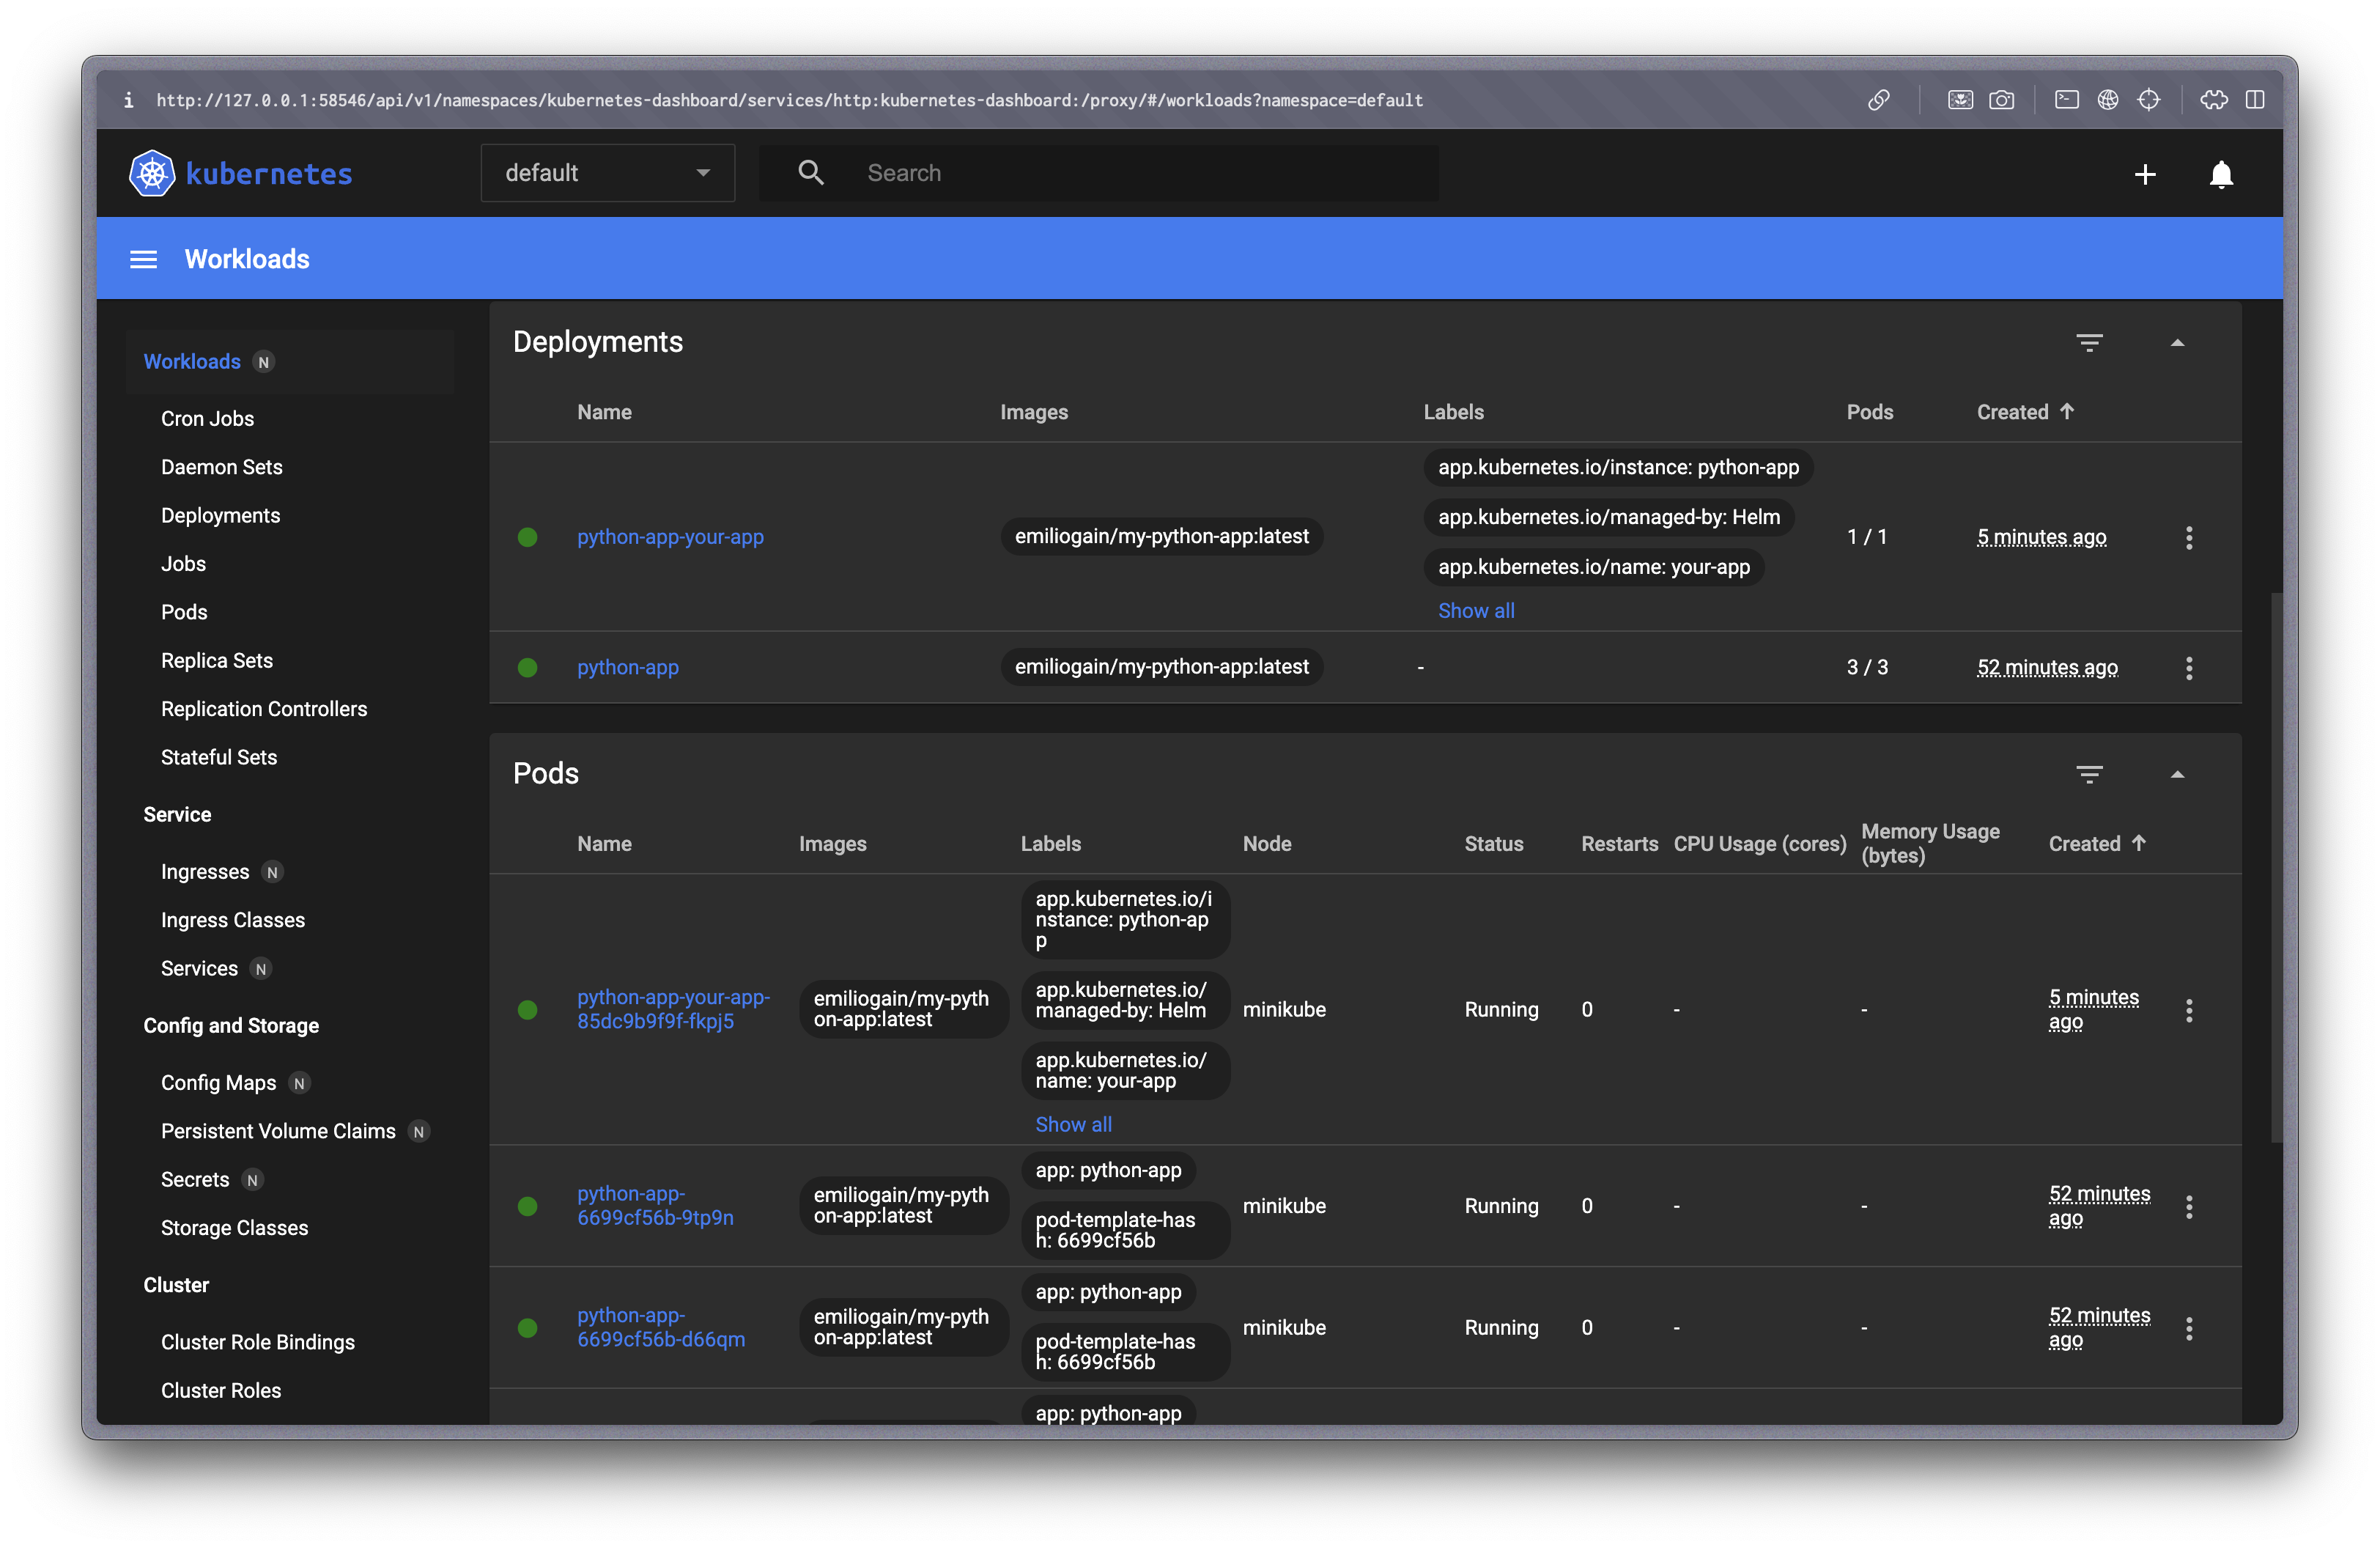 i http://127.0.0.1:58546/api/v1/namespaces/kubernetes-dashboard/services/http:kubernetes-dashboard:/proxy/#/workloads?namespace=default
kubernetes
default
Search
Workloads
Workloads N
Cron Jobs
Daemon Sets
Deployments
Jobs
Pods
Replica Sets
Replication Controllers
Stateful Sets
Service
Ingresses N
Ingress Classes
Services N
Config and Storage
Config Maps N
Persistent Volume Claims N
Secrets N
Storage Classes
Cluster
Cluster Role Bindings
Cluster Roles
Deployments
Name Images Labels Pods Created
python-app-your-app
emiliogain/my-python-app:latest
app.kubernetes.io/instance: python-app
app.kubernetes.io/managed-by: Helm
app.kubernetes.io/name: your-app
Show all
1 / 1
5 minutes ago
python-app emiliogain/my-python-app:latest - 3 / 3 52 minutes ago
Pods
Name Images Labels Node Status Restarts CPU Usage (cores) Memory Usage
(bytes) Created
python-app-your-app-
85dc9b9f9f-fkpj5
emiliogain/my-pyth
on-app:latest
app.kubernetes.io/i
nstance: python-ap
p
app.kubernetes.io/
managed-by: Helm
app.kubernetes.io/
name: your-app
Show all
minikube Running 0 - -
5 minutes
ago
python-app-
6699cf56b-9tp9n
emiliogain/my-pyth
on-app:latest
app: python-app
pod-template-has
h: 6699cf56b
minikube Running 0 - -
52 minutes
ago
python-app-
6699cf56b-d66qm
emiliogain/my-pyth
on-app:latest
app: python-app
pod-template-has
h: 6699cf56b
minikube Running 0 - -
52 minutes
ago
app: python-app